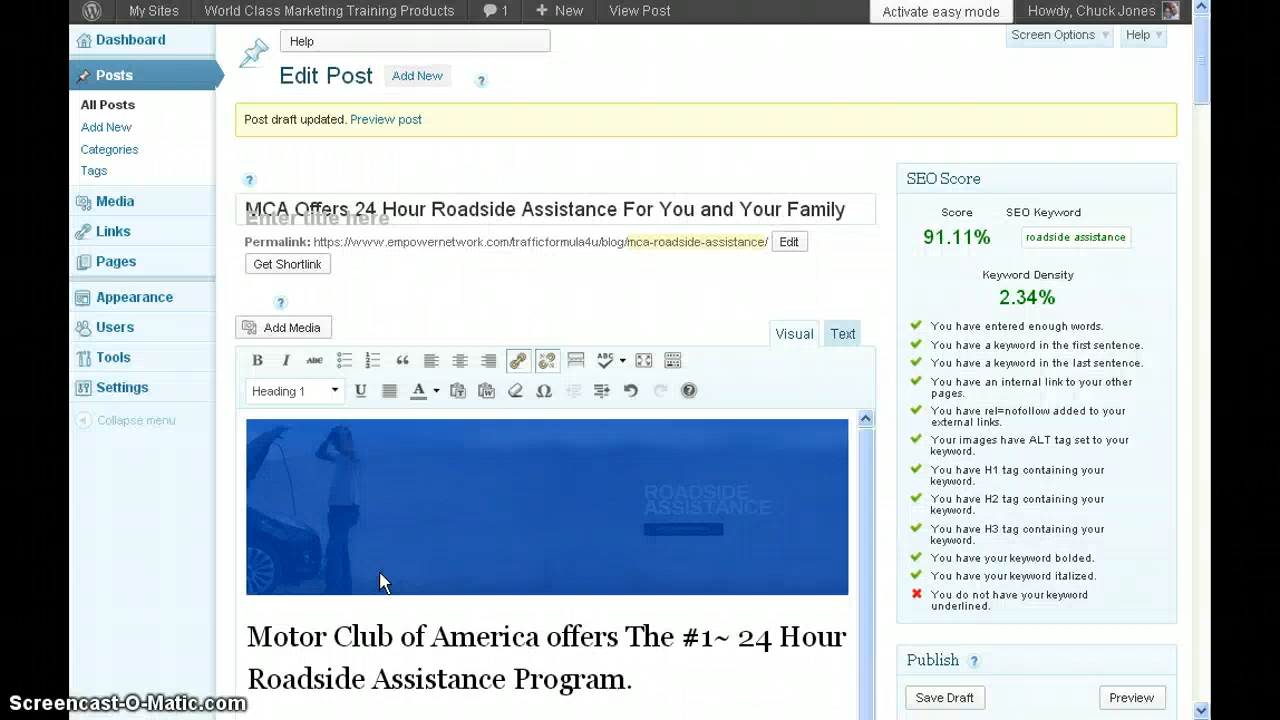 My Sites World Class Marketing Training Products 1 + New View Post Activate easy mode Howdy, Chuck Jones
Screen Options Help
Help
Edit Post Add New ?
Post draft updated. Preview post
Dashboard
Posts
All Posts
Add New
Categories
Tags
Media
Links
Pages
Appearance
Users
Tools
Settings
Collapse menu
?
MCA Offers 24 Hour Roadside Assistance For You and Your Family
Enter title here
Permalink: https://www.empowernetwork.com/trafficformula4u/blog/mca-roadside-assistance/ Edit
Get Shortlink
?
Add Media
Visual Text
B I ABC ABC
Heading 1 U A Ω ?
ROADSIDE
ASSISTANCE
Motor Club of America offers The #1~ 24 Hour
Roadside Assistance Program.
SEO Score
Score SEO Keyword
91.11% roadside assistance
Keyword Density
2.34%
You have entered enough words.
You have a keyword in the first sentence.
You have a keyword in the last sentence.
You have an internal link to your other
pages.
You have rel=nofollow added to your
external links.
Your images have ALT tag set to your
keyword.
You have H1 tag containing your
keyword.
You have H2 tag containing your
keyword.
You have H3 tag containing your
keyword.
You have your keyword bolded.
You have your keyword italized.
You do not have your keyword
underlined.
Publish ?
Save Draft Preview
Screencast-O-Matic.com